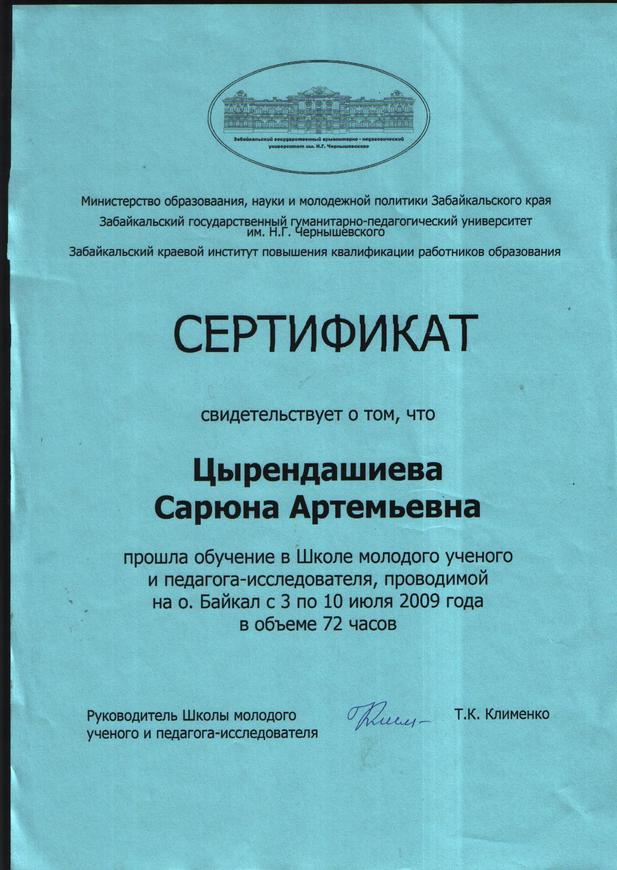 Забайкальский государственный гуманитарно - педагогический
университет им. Н.Г. Чернышевского
Министерство образоваания, науки и молодежной политики Забайкальского края
Забайкальский государственный гуманитарно-педагогический университет
им. Н.Г. Чернышевского
Забайкальский краевой институт повышения квалификации работников образования
СЕРТИФИКАТ
свидетельствует о том, что
Цырендашиева
Сарюна Артемьевна
прошла обучение в Школе молодого ученого
и педагога-исследователя, проводимой
на о. Байкал с 3 по 10 июля 2009 года
в объеме 72 часов
Руководитель Школы молодого
ученого и педагога-исследователя
Т.К. Клименко